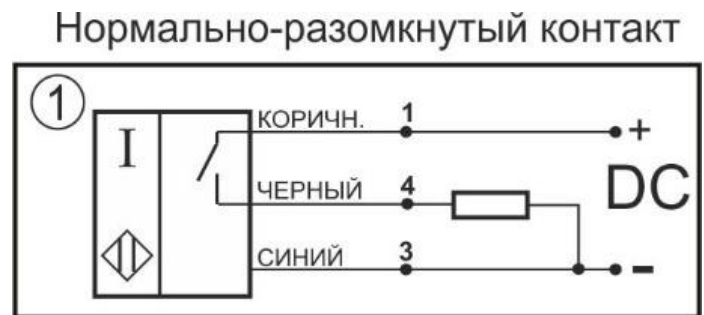 Нормально-разомкнутый контакт
1
I
КОРИЧН. 1 +
ЧЕРНЫЙ 4 DC
СИНИЙ 3 -